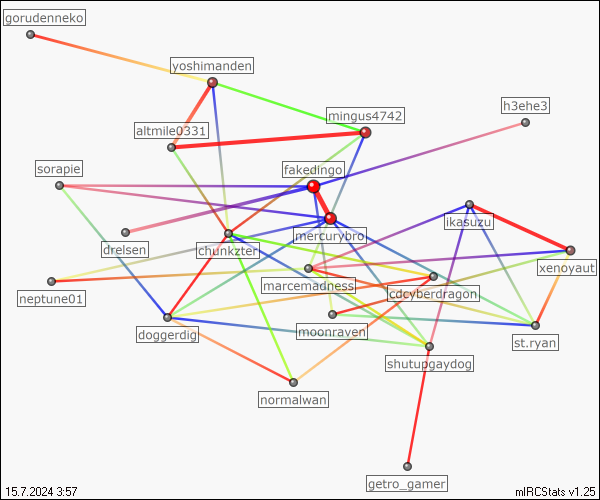 gorudenneko
yoshimanden
h3ehe3
mingus4742
altmile0331
sorapie
fakedingo
ikasuzu
mercurybro
drelsen
chunkzter
xenoyaut
marcemadness
cdcyberdragon
neptune01
doggerdig
moonraven
st.ryan
shutupgaydog
normalwan
getro_gamer
15.7.2024 3:57
mIRCStats v1.25